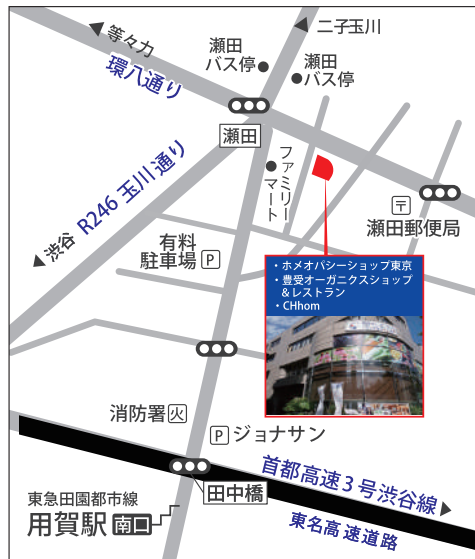 等々力
環八通り
二子玉川
瀬田
バス停
瀬田
バス停
瀬田
ファミリー
マート
R246 玉川通り
渋谷
〒
瀬田郵便局
有料
駐車場 P
・ホメオパシーショップ東京
・豊受オーガニクスショップ
&レストラン
・CHhom
消防署 火
P ジョナサン
首都高速3号渋谷線
田中橋
東名高速道路
東急田園都市線
用賀駅 南口